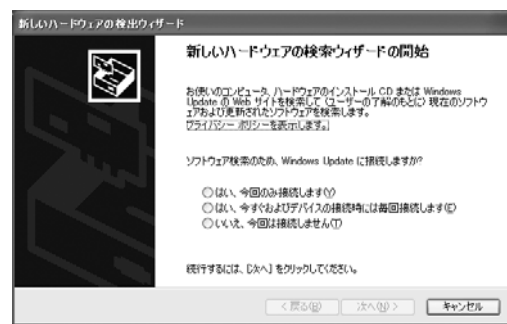 新しいハードウェアの検出ウィザード
新しいハードウェアの検索ウィザードの開始
お使いのコンピュータ、ハードウェアのインストール CD または Windows
Update の Web サイトを検索して (ユーザーの了解のもとに) 現在のソフトウ
ェアおよび更新されたソフトウェアを検索します。
プライバシー ポリシーを表示します。
ソフトウェア検索のため、Windows Update に接続しますか?
はい、今回のみ接続します(Y)
はい、今すぐおよびデバイスの接続時には毎回接続します(E)
いいえ、今回は接続しません(T)
続行するには、[次へ] をクリックしてください。
< 戻る(B) 次へ(N) > キャンセル